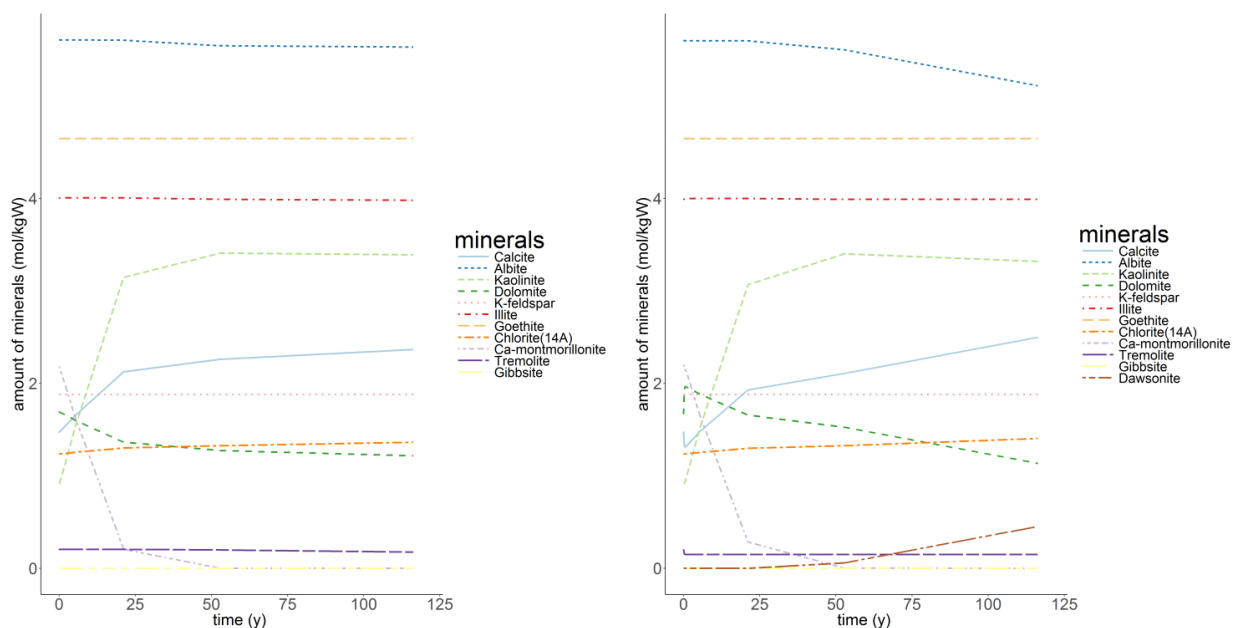 amount of minerals (mol/kgW)
4
2
0
0
25
50
75
100
125
time (y)
minerals
Calcite
Albite
Kaolinite
Dolomite
K-feldspar
Illite
Goethite
Chlorite(14A)
Ca-montmorillonite
Tremolite
Gibbsite
amount of minerals (mol/kgW)
4
2
0
0
25
50
75
100
125
time (y)
minerals
Calcite
Albite
Kaolinite
Dolomite
K-feldspar
Illite
Goethite
Chlorite(14A)
Ca-montmorillonite
Tremolite
Gibbsite
Dawsonite